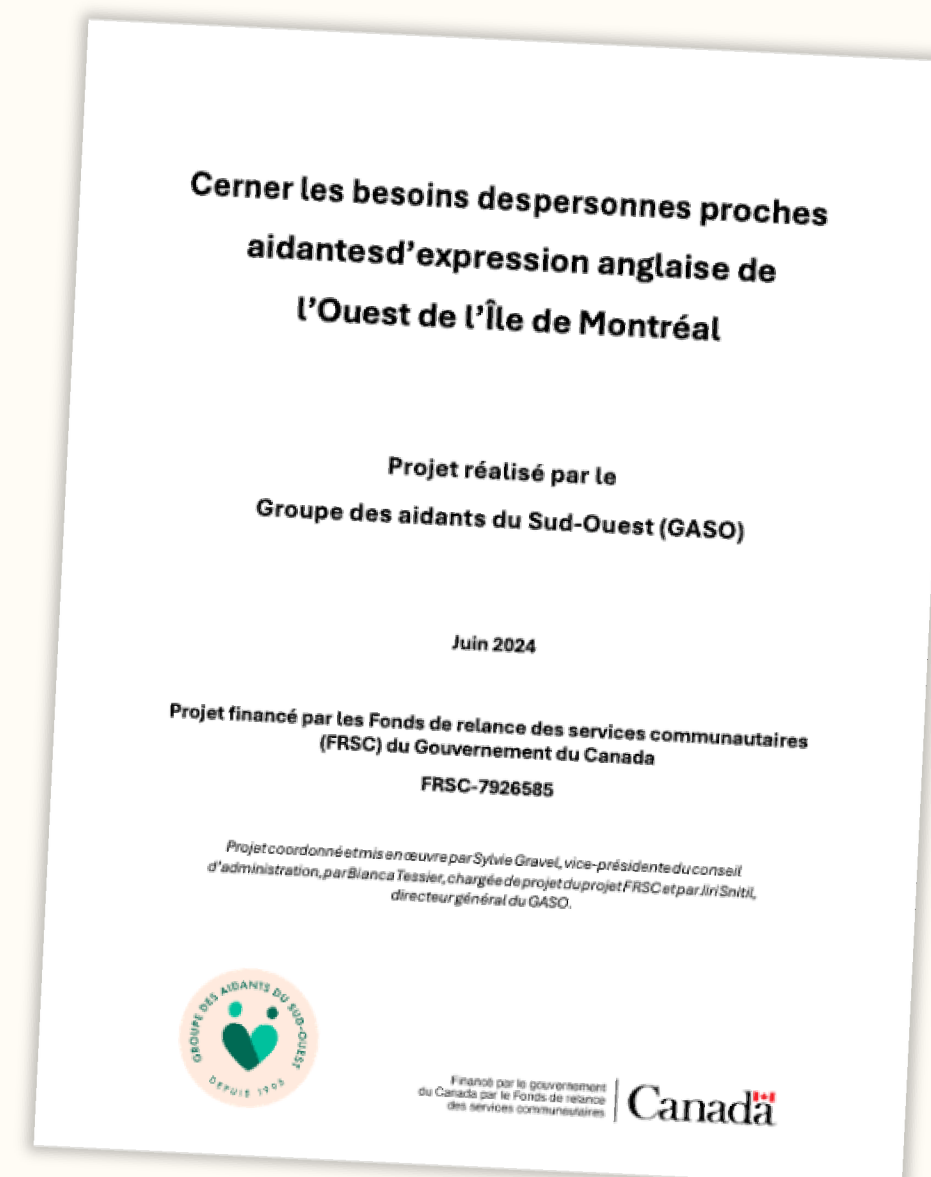 Cerner les besoins despersonnes proches
aidantesd’expression anglaise de
l’Ouest de l’Île de Montréal
Projet réalisé par le
Groupe des aidants du Sud-Ouest (GASO)
Juin 2024
Projet financé par les Fonds de relance des services communautaires
(FRSC) du Gouvernement du Canada
FRSC-7926585
Projetcoordonnéetmisenœuvre par Sylvie Gravel, vice-présidenteduconseil
d’administration, par Bianca Tessier, chargéedeprojetduprojetFRSCetparJiriSnitil,
directeurgénéral du GASO.
GROUPE DES AIDANTS DU SUD-OUEST
DEPUIS
Financé par le gouvernement
du Canada par le Fonds de relance
des services communautaires
Canada